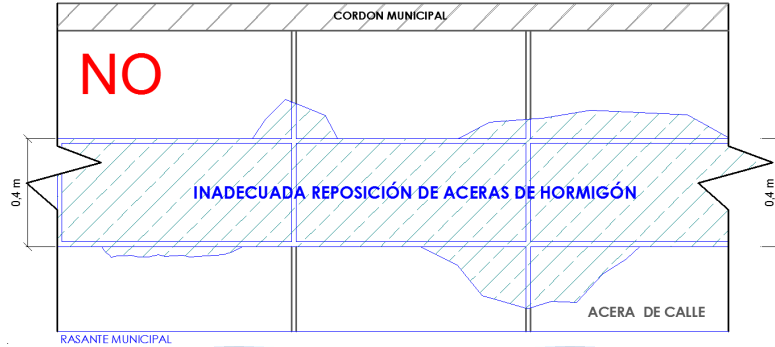 CORDON MUNICIPAL
NO
0,4 m
0,4 m
INADECUADA REPOSICIÓN DE ACERAS DE HORMIGÓN
ACERA DE CALLE
RASANTE MUNICIPAL